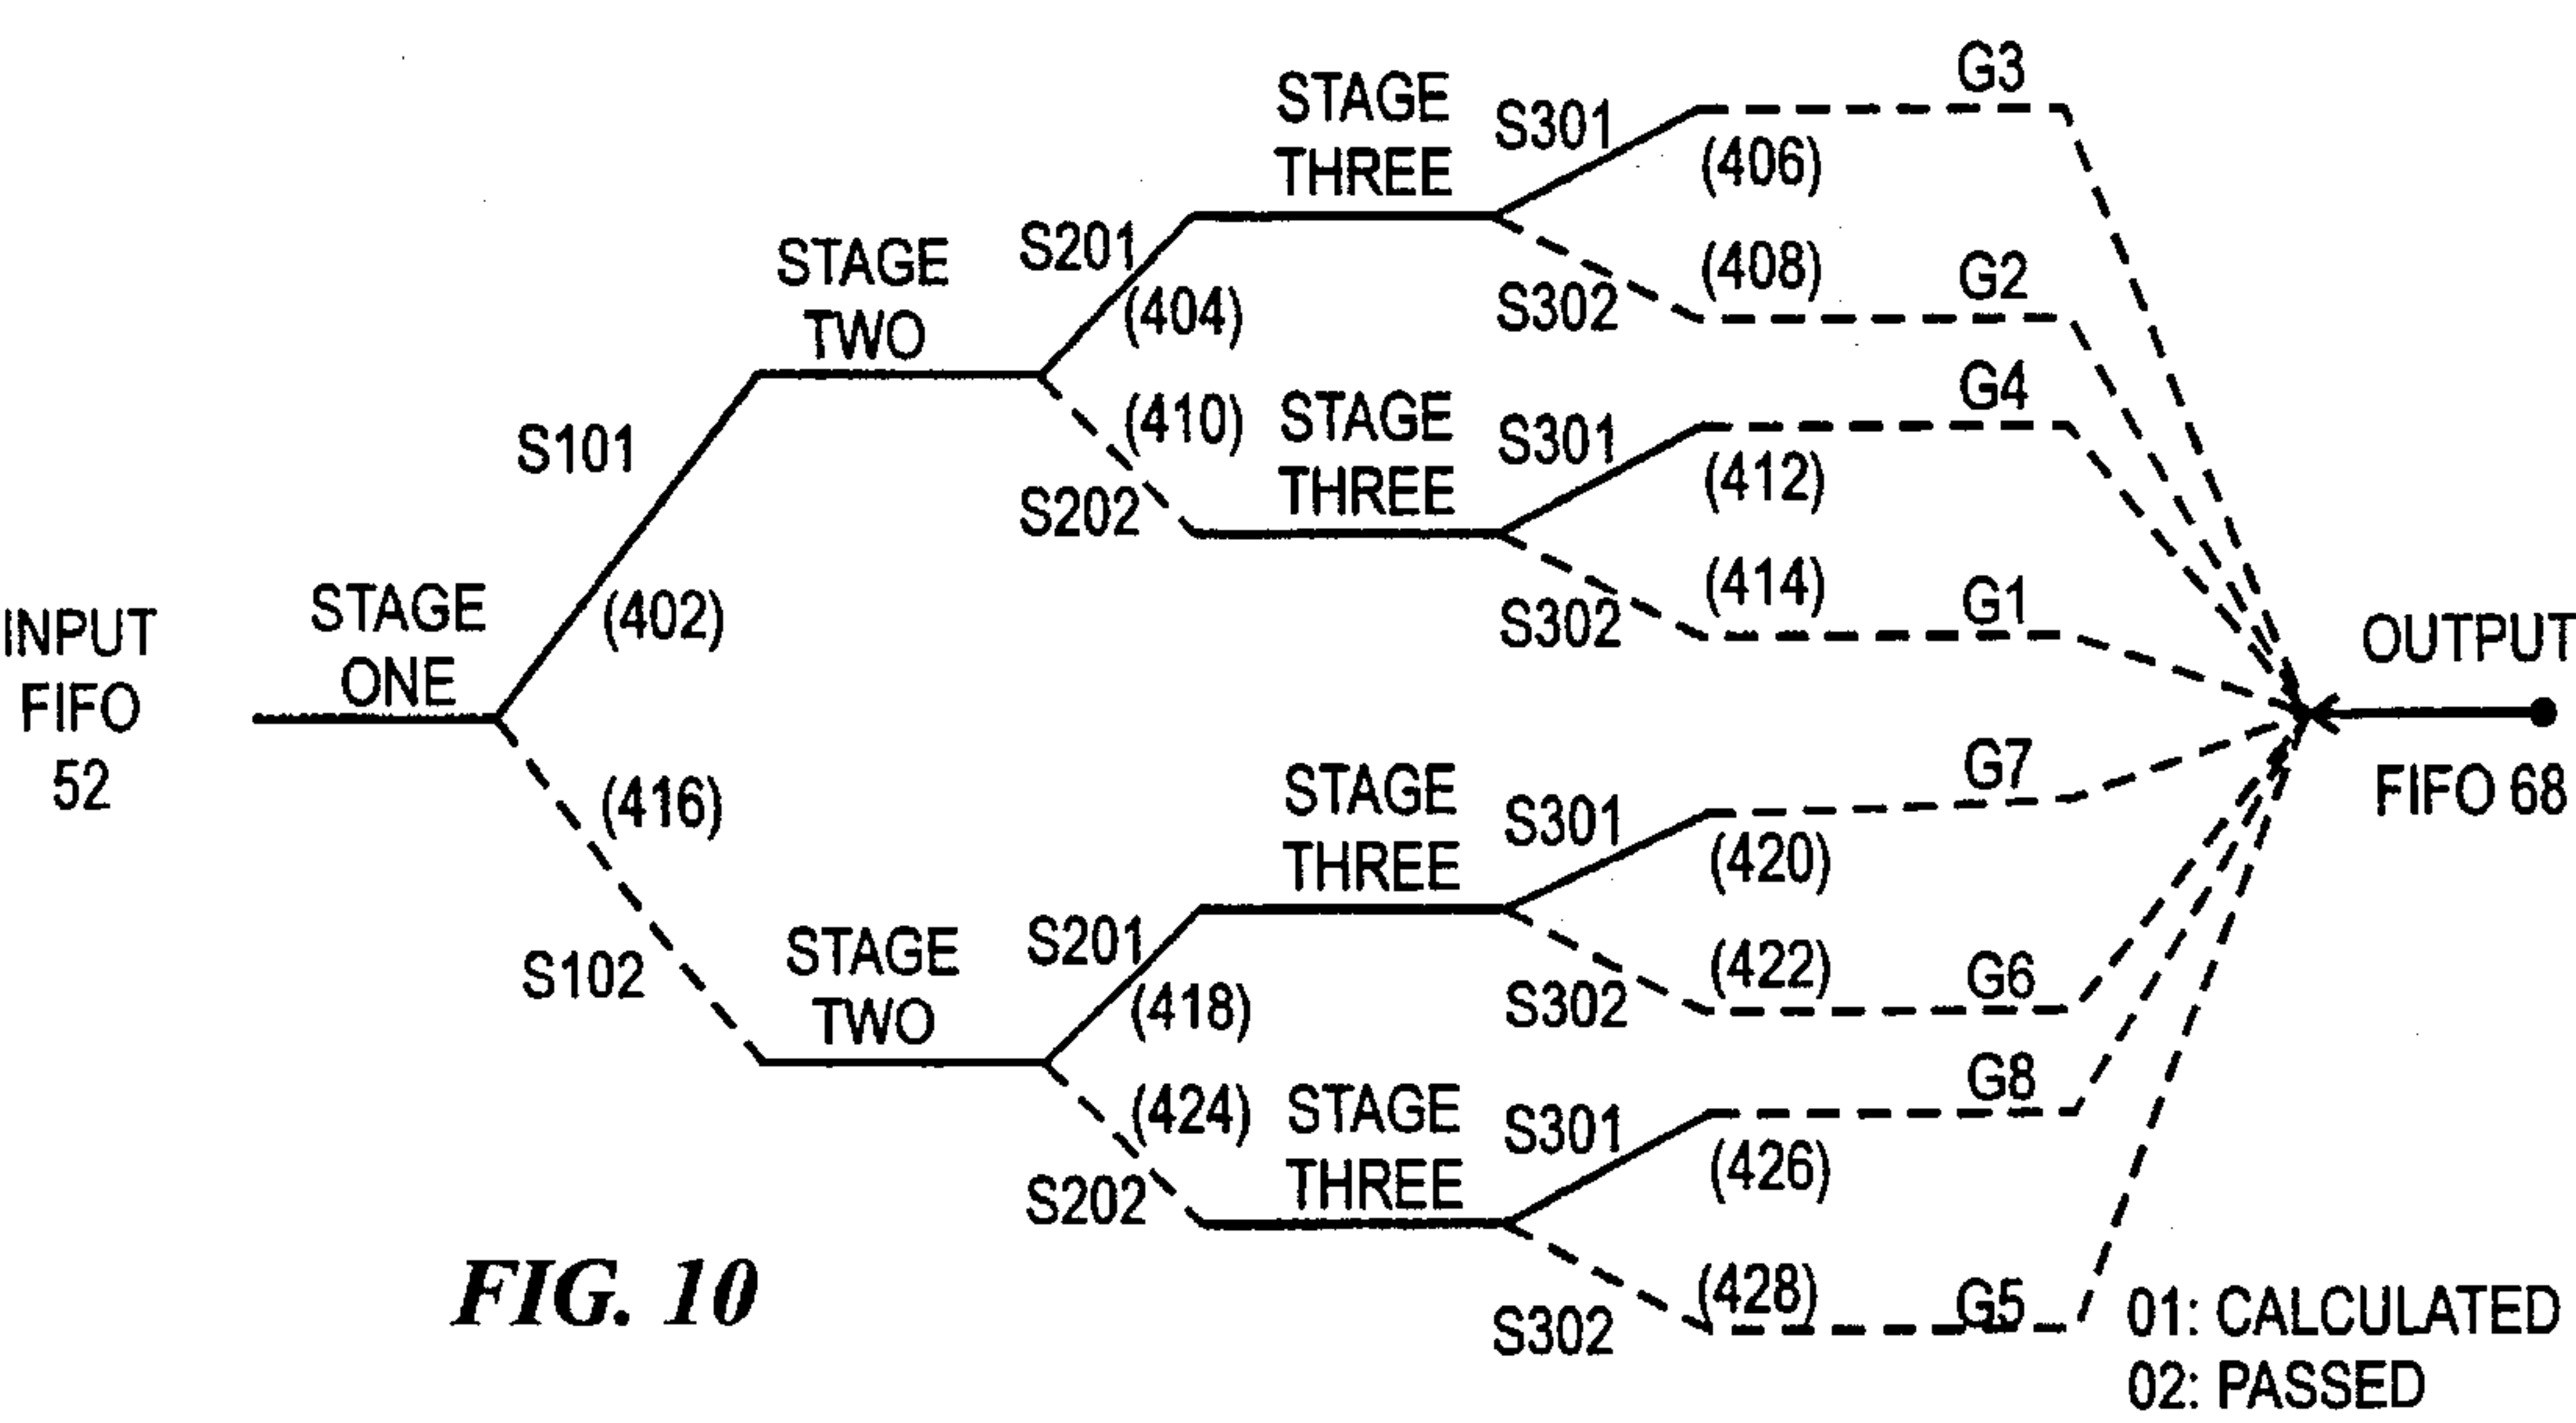 INPUT
FIFO
52
STAGE
ONE
S101
(402)
(416)
S102
STAGE
TWO
S201
(404)
(410)
S202
STAGE
THREE
S301
(406)
G3
(408)
S302
G2
STAGE
THREE
S301
(412)
G4
(414)
S302
G1
STAGE
TWO
S201
(418)
(424)
S202
STAGE
THREE
S301
(420)
G7
(422)
S302
G6
STAGE
THREE
S301
(426)
G8
(428)
S302
G5
OUTPUT
FIFO 68
01: CALCULATED
02: PASSED
FIG. 10